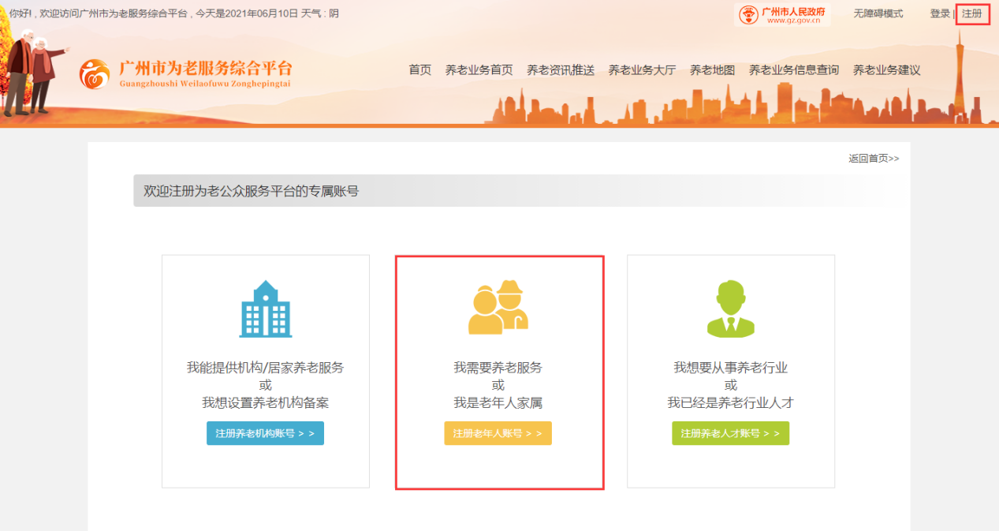 你好! , 欢迎访问广州市为老服务综合平台 , 今天是2021年06月10日 天气 : 阴
广州市人民政府
www.gz.gov.cn
无障碍模式
登录 | 注册
广州市为老服务综合平台
Guangzhoushi Weilaofuwu Zonghepingtai
首页 养老业务首页 养老资讯推送 养老业务大厅 养老地图 养老业务信息查询 养老业务建议
返回首页>>
欢迎注册为老公众服务平台的专属账号
我能提供机构/居家养老服务
或
我想设置养老机构备案
注册养老机构账号 > >
我需要养老服务
或
我是老年人家属
注册老年人账号 > >
我想要从事养老行业
或
我已经是养老行业人才
注册养老人才账号 > >